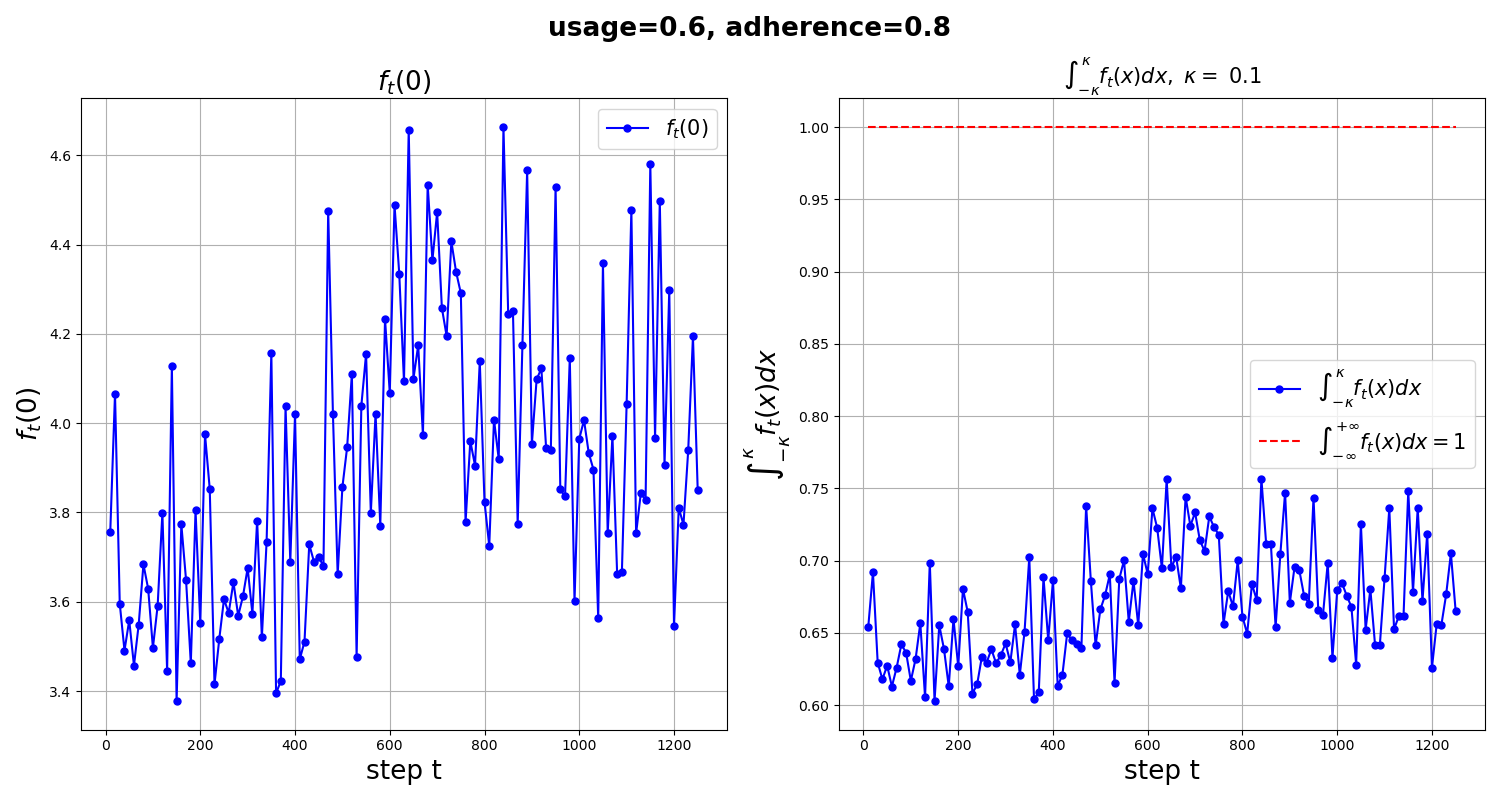 usage=0.6, adherence=0.8
f_t(0)
f_t(0)
4.6
4.4
4.2
4.0
3.8
3.6
3.4
f_t(0)
0 200 400 600 800 1000 1200
step t
∫_{-κ}^{κ} f_t(x)dx, κ = 0.1
1.00
0.95
0.90
0.85
0.80
0.75
0.70
0.65
0.60
∫_{-κ}^{κ} f_t(x)dx
∫_{-κ}^{κ} f_t(x)dx
∫_{-∞}^{+∞} f_t(x)dx = 1
0 200 400 600 800 1000 1200
step t